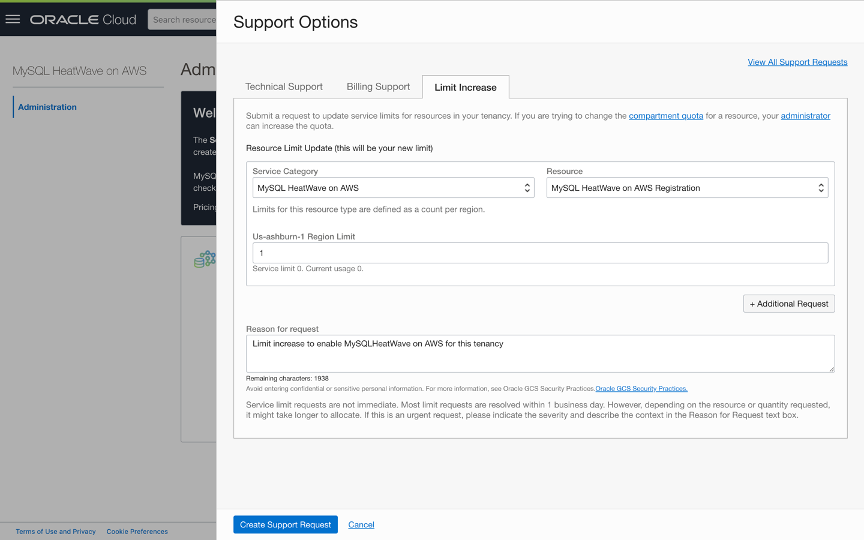 ORACLE Cloud
Search resource
Support Options
View All Support Requests
MySQL HeatWave on AWS
Adm
Administration
Wel
The S
create
MySQ
check
Pricin
Technical Support
Billing Support
Limit Increase
Submit a request to update service limits for resources in your tenancy. If you are trying to change the compartment quota for a resource, your administrator
can increase the quota.
Resource Limit Update (this will be your new limit)
Service Category
Resource
MySQL HeatWave on AWS
MySQL HeatWave on AWS Registration
Limits for this resource type are defined as a count per region.
Us-ashburn-1 Region Limit
1
Service limit 0. Current usage 0.
+ Additional Request
Reason for request
Limit increase to enable MySQLHeatWave on AWS for this tenancy
Remaining characters: 1938
Avoid entering confidential or sensitive personal information. For more information, see Oracle GCS Security Practices.Oracle GCS Security Practices.
Service limit requests are not immediate. Most limit requests are resolved within 1 business day. However, depending on the resource or quantity requested,
it might take longer to allocate. If this is an urgent request, please indicate the severity and describe the context in the Reason for Request text box.
Create Support Request
Cancel
Terms of Use and Privacy
Cookie Preferences